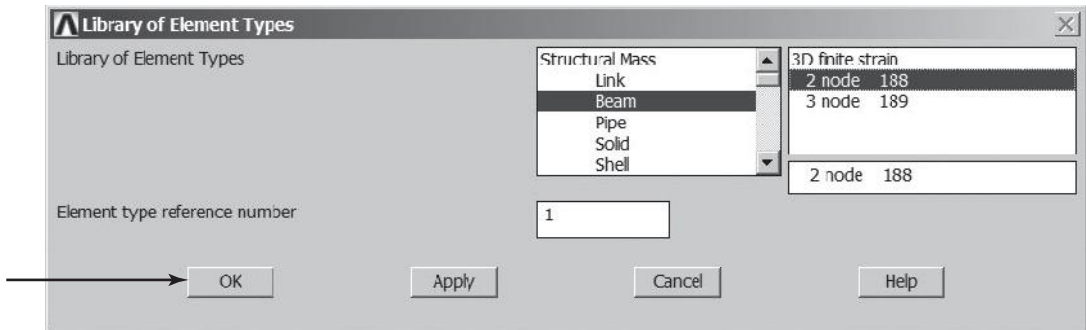 Library of Element Types
Library of Element Types
Structural Mass
Link
Beam
Pipe
Solid
Shell
3D finite strain
2 node 188
3 node 189
2 node 188
Element type reference number
1
OK
Apply
Cancel
Help